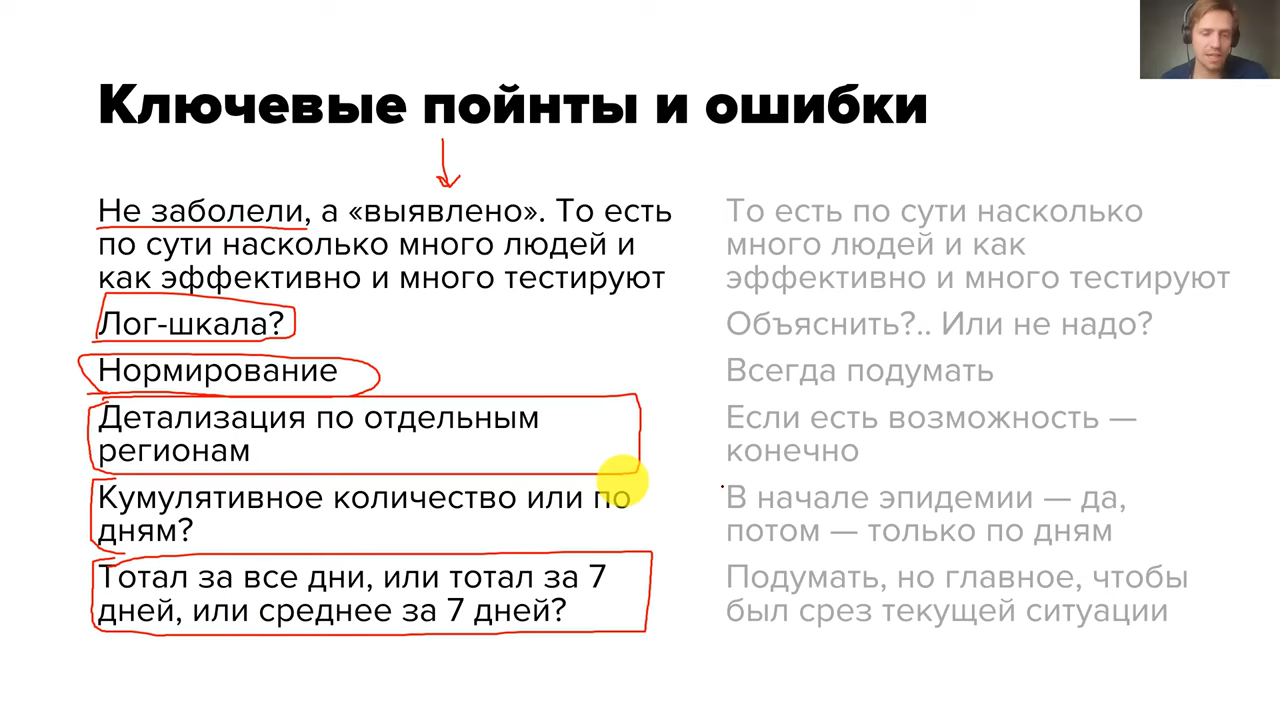 Ключевые пойнты и ошибки
Не заболели, а «выявлено». То есть
по сути насколько много людей и
как эффективно и много тестируют
Лог-шкала?
Нормирование
Детализация по отдельным
регионам
Кумулятивное количество или по
дням?
Тотал за все дни, или тотал за 7
дней, или среднее за 7 дней?
То есть по сути насколько
много людей и как
эффективно и много тестируют
Объяснить?.. Или не надо?
Всегда подумать
Если есть возможность —
конечно
В начале эпидемии — да,
потом — только по дням
Подумать, но главное, чтобы
был срез текущей ситуации